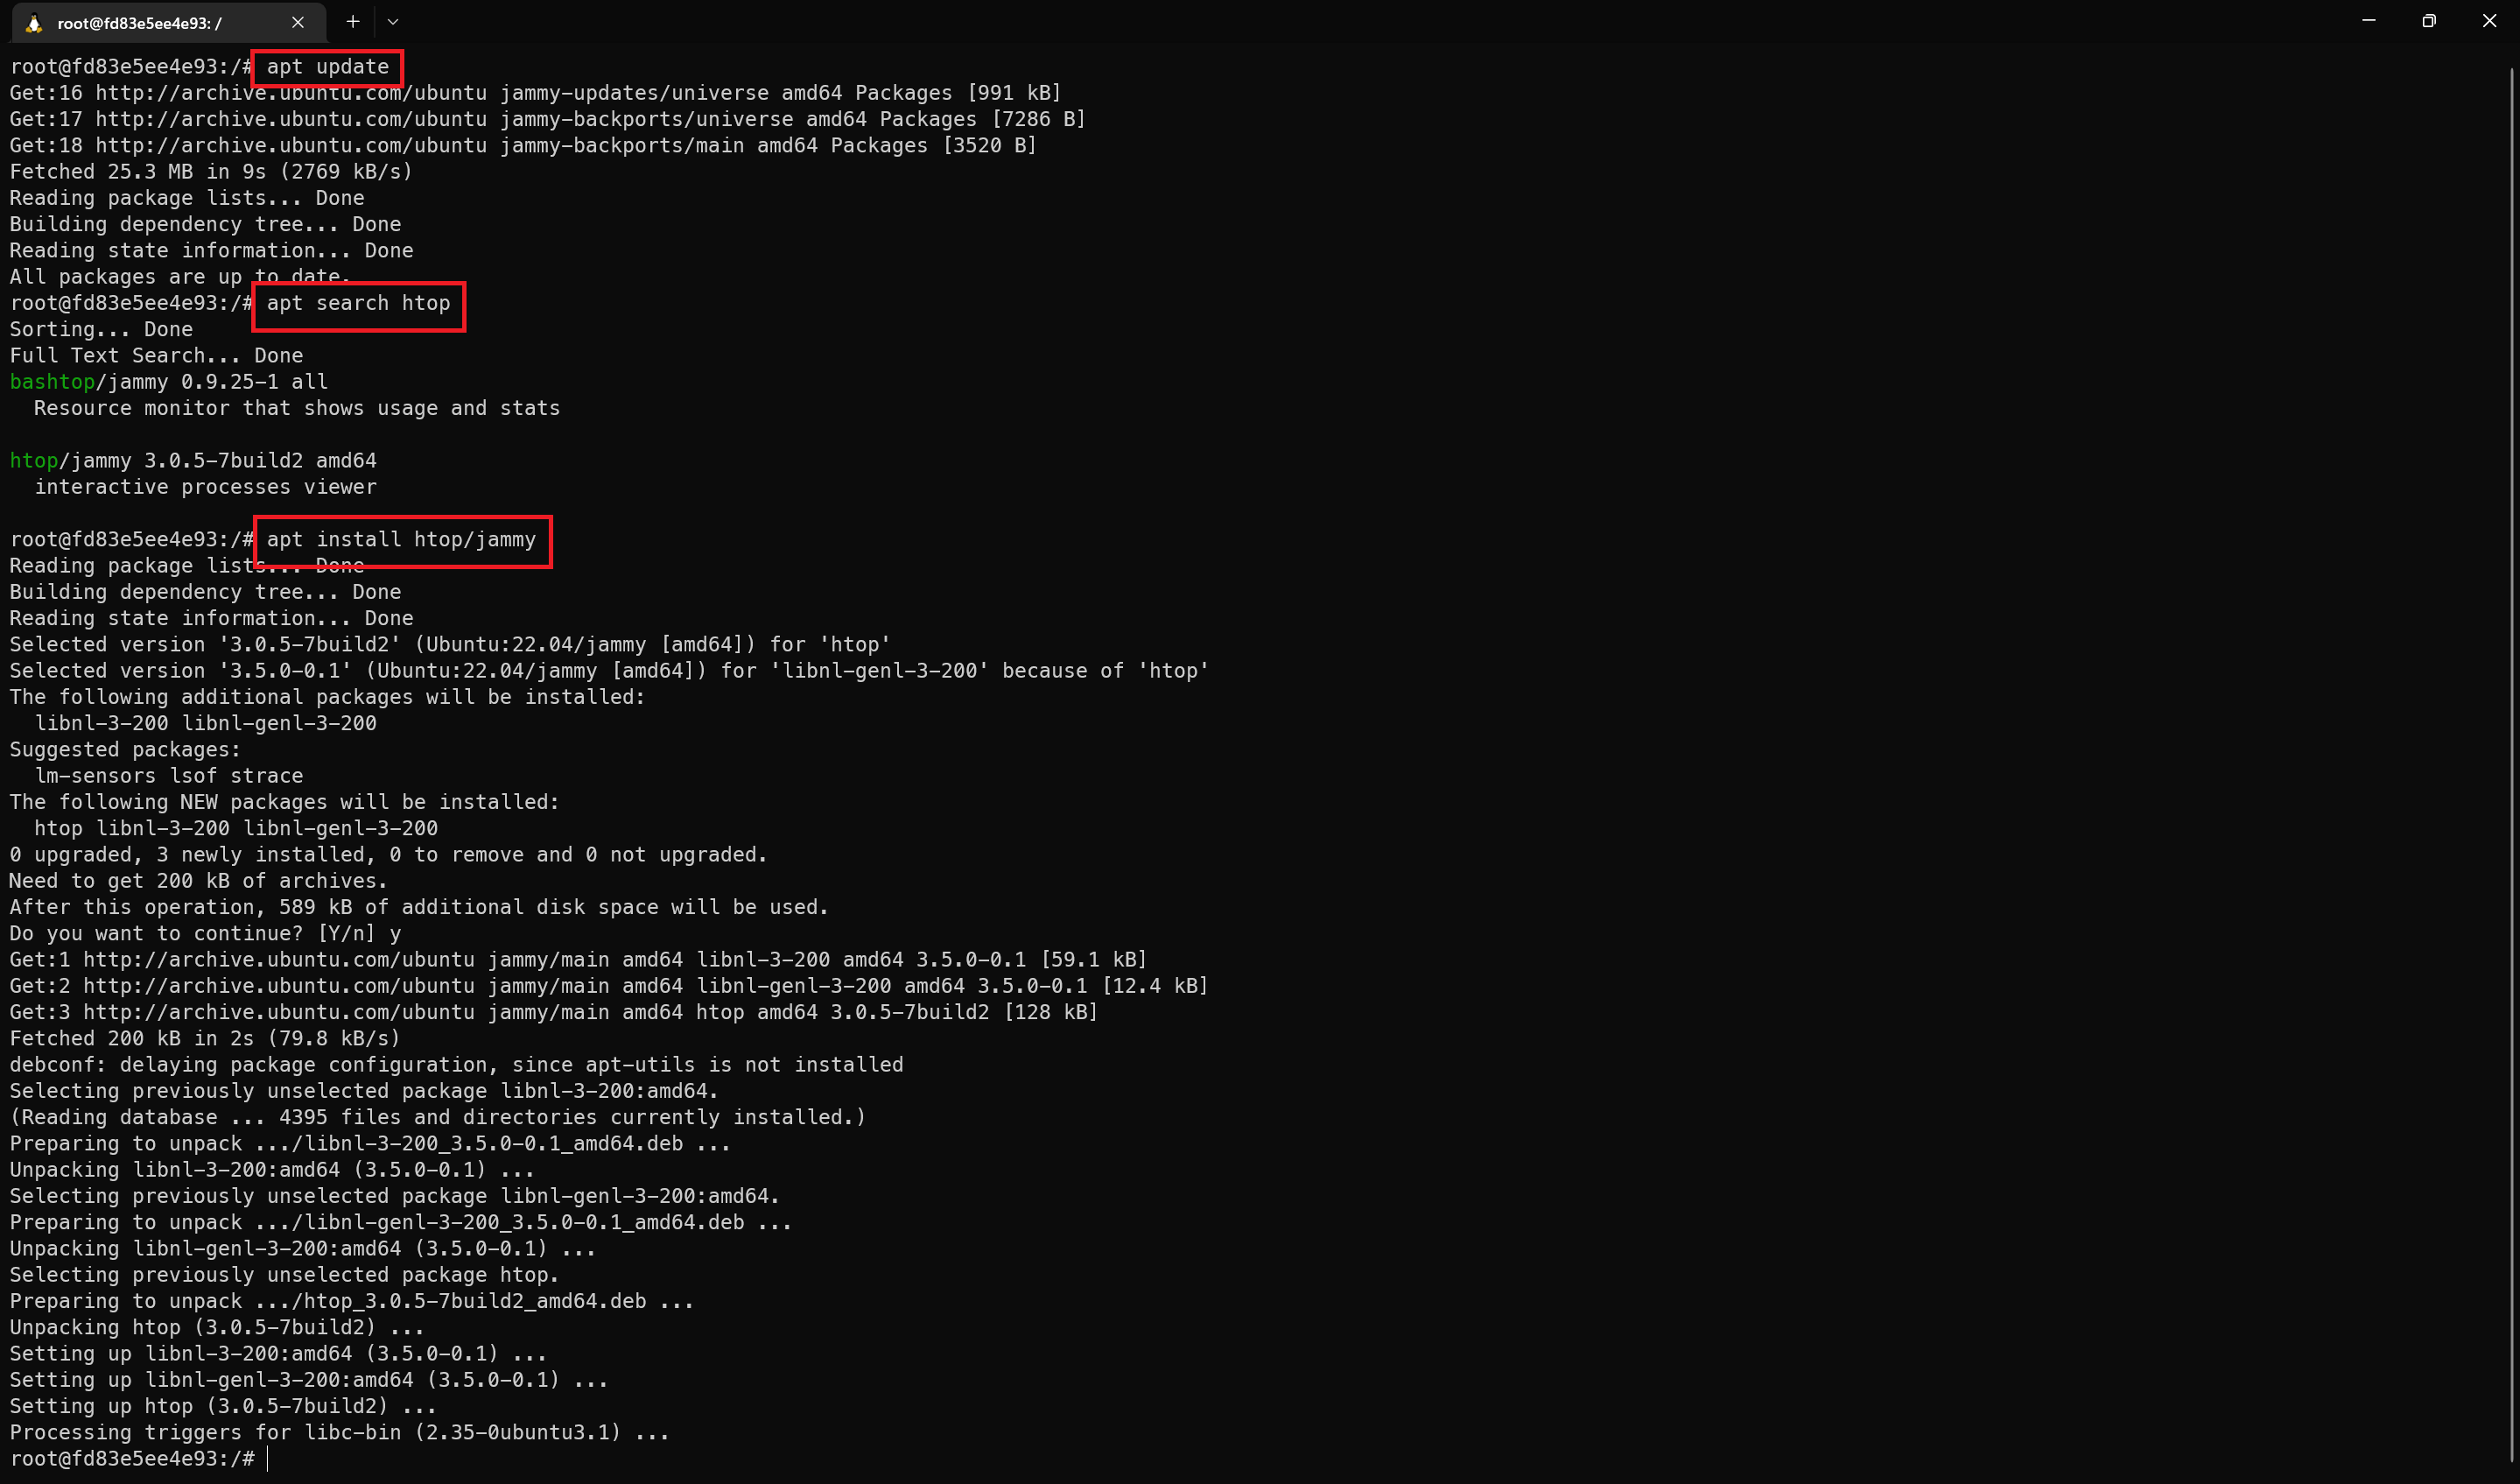 root@fd83e5ee4e93: /
root@fd83e5ee4e93:/# apt update
Get:16 http://archive.ubuntu.com/ubuntu jammy-updates/universe amd64 Packages [991 kB]
Get:17 http://archive.ubuntu.com/ubuntu jammy-backports/universe amd64 Packages [7286 B]
Get:18 http://archive.ubuntu.com/ubuntu jammy-backports/main amd64 Packages [3520 B]
Fetched 25.3 MB in 9s (2769 kB/s)
Reading package lists... Done
Building dependency tree... Done
Reading state information... Done
All packages are up to date.
root@fd83e5ee4e93:/# apt search htop
Sorting... Done
Full Text Search... Done
bashtop/jammy 0.9.25-1 all
  Resource monitor that shows usage and stats

htop/jammy 3.0.5-7build2 amd64
  interactive processes viewer

root@fd83e5ee4e93:/# apt install htop/jammy
Reading package lists... Done
Building dependency tree... Done
Reading state information... Done
Selected version '3.0.5-7build2' (Ubuntu:22.04/jammy [amd64]) for 'htop'
Selected version '3.5.0-0.1' (Ubuntu:22.04/jammy [amd64]) for 'libnl-genl-3-200' because of 'htop'
The following additional packages will be installed:
  libnl-3-200 libnl-genl-3-200
Suggested packages:
  lm-sensors lsof strace
The following NEW packages will be installed:
  htop libnl-3-200 libnl-genl-3-200
0 upgraded, 3 newly installed, 0 to remove and 0 not upgraded.
Need to get 200 kB of archives.
After this operation, 589 kB of additional disk space will be used.
Do you want to continue? [Y/n] y
Get:1 http://archive.ubuntu.com/ubuntu jammy/main amd64 libnl-3-200 amd64 3.5.0-0.1 [59.1 kB]
Get:2 http://archive.ubuntu.com/ubuntu jammy/main amd64 libnl-genl-3-200 amd64 3.5.0-0.1 [12.4 kB]
Get:3 http://archive.ubuntu.com/ubuntu jammy/main amd64 htop amd64 3.0.5-7build2 [128 kB]
Fetched 200 kB in 2s (79.8 kB/s)
debconf: delaying package configuration, since apt-utils is not installed
Selecting previously unselected package libnl-3-200:amd64.
(Reading database ... 4395 files and directories currently installed.)
Preparing to unpack .../libnl-3-200_3.5.0-0.1_amd64.deb ...
Unpacking libnl-3-200:amd64 (3.5.0-0.1) ...
Selecting previously unselected package libnl-genl-3-200:amd64.
Preparing to unpack .../libnl-genl-3-200_3.5.0-0.1_amd64.deb ...
Unpacking libnl-genl-3-200:amd64 (3.5.0-0.1) ...
Selecting previously unselected package htop.
Preparing to unpack .../htop_3.0.5-7build2_amd64.deb ...
Unpacking htop (3.0.5-7build2) ...
Setting up libnl-3-200:amd64 (3.5.0-0.1) ...
Setting up libnl-genl-3-200:amd64 (3.5.0-0.1) ...
Setting up htop (3.0.5-7build2) ...
Processing triggers for libc-bin (2.35-0ubuntu3.1) ...
root@fd83e5ee4e93:/#